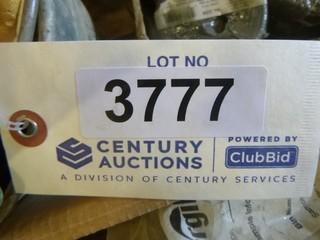 LOT NO
3777
CENTURY
AUCTIONS
POWERED BY
ClubBid
A DIVISION OF CENTURY SERVICES